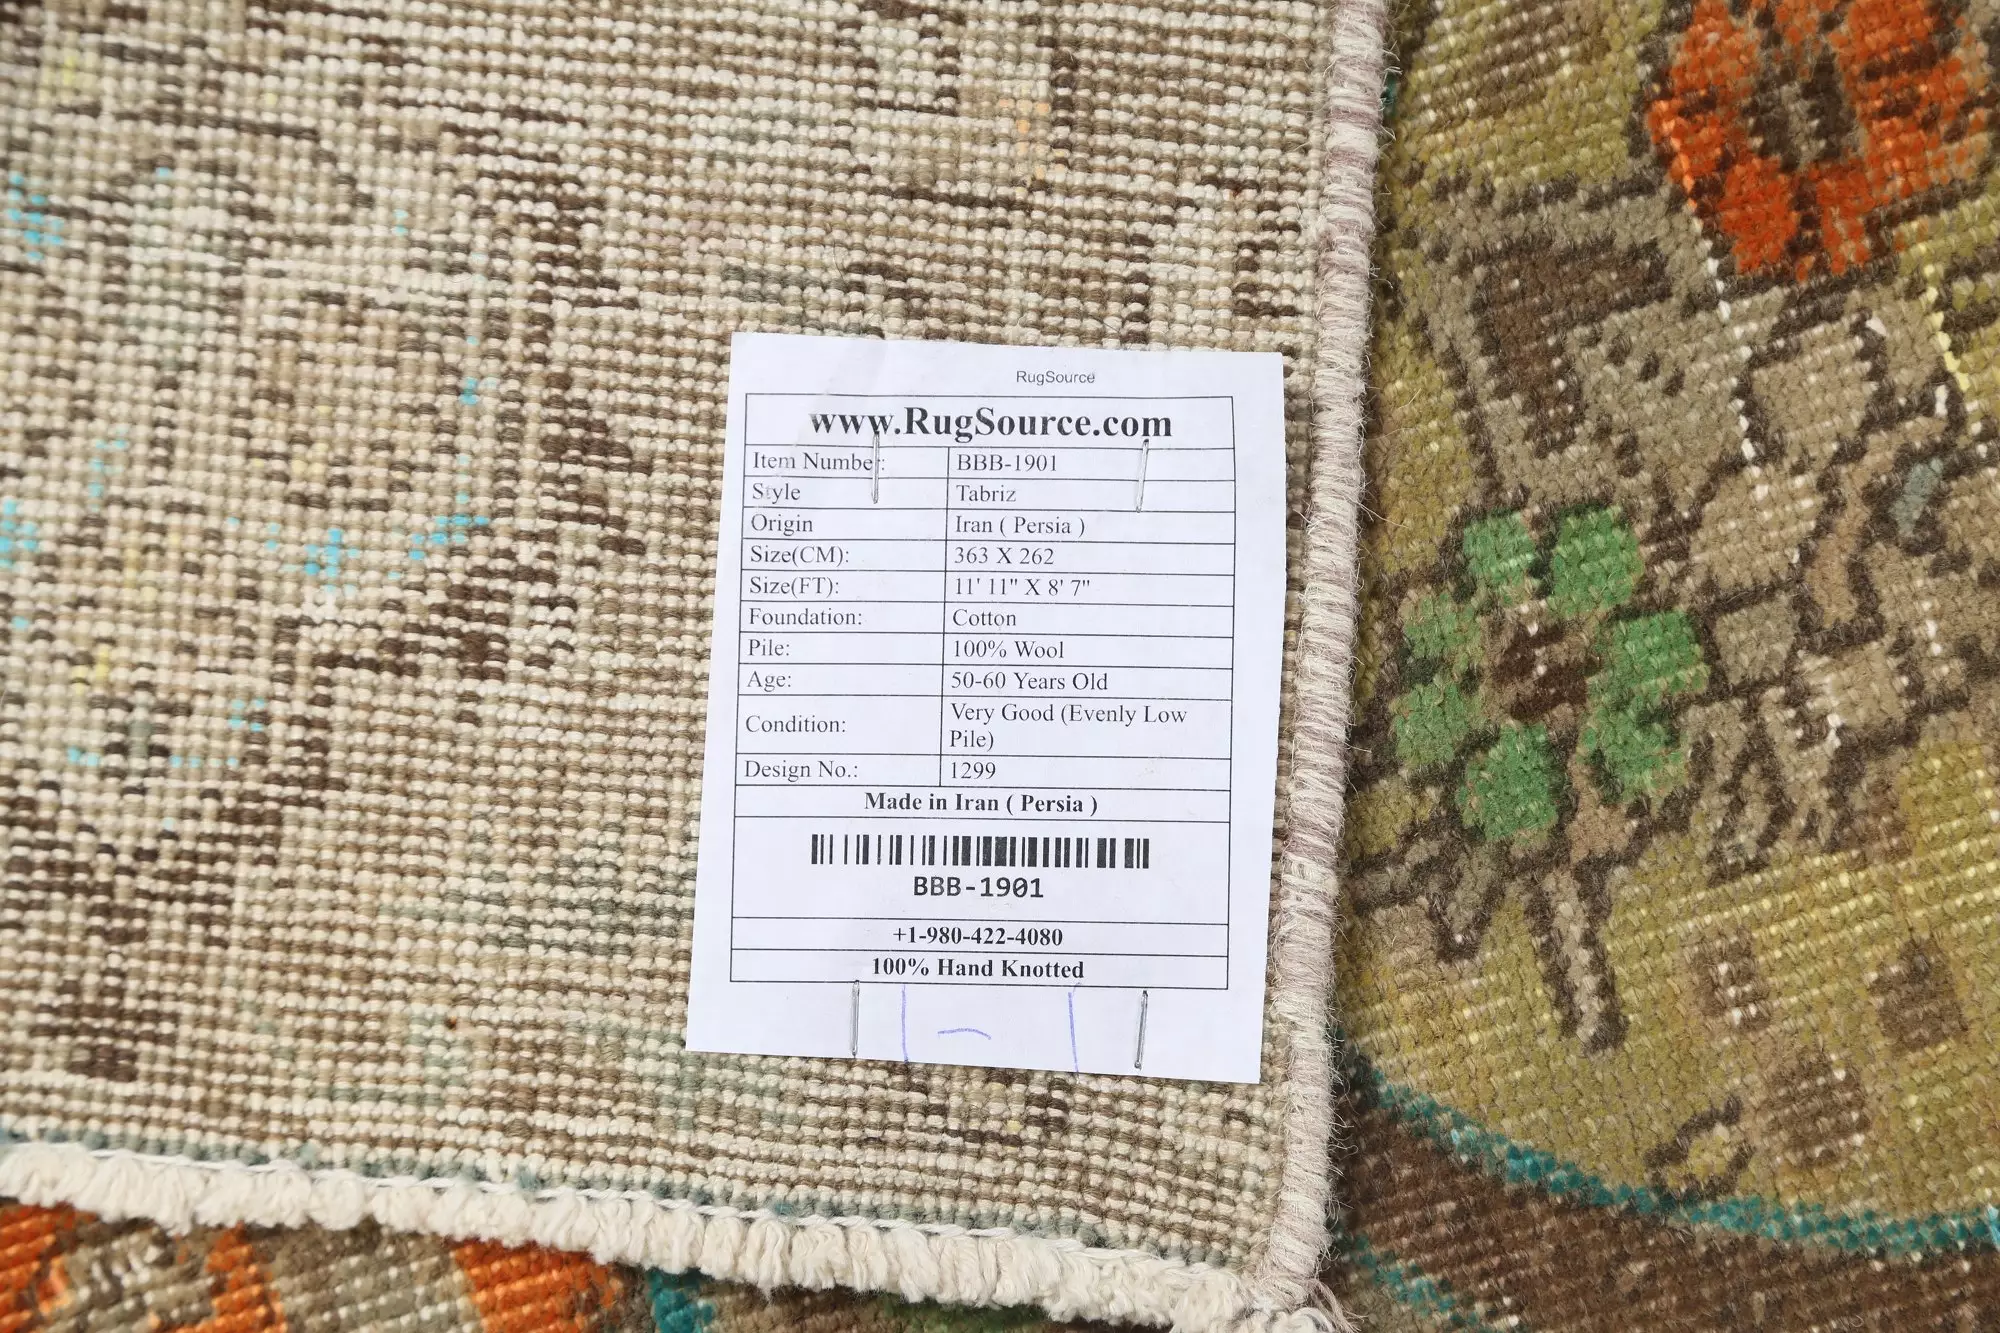 RugSource
www.RugSource.com
Item Number: BBB-1901
Style Tabriz
Origin Iran ( Persia )
Size(CM): 363 X 262
Size(FT): 11' 11" X 8' 7"
Foundation: Cotton
Pile: 100% Wool
Age: 50-60 Years Old
Condition: Very Good (Evenly Low
Pile)
Design No.: 1299
Made in Iran ( Persia )
BBB-1901
+1-980-422-4080
100% Hand Knotted